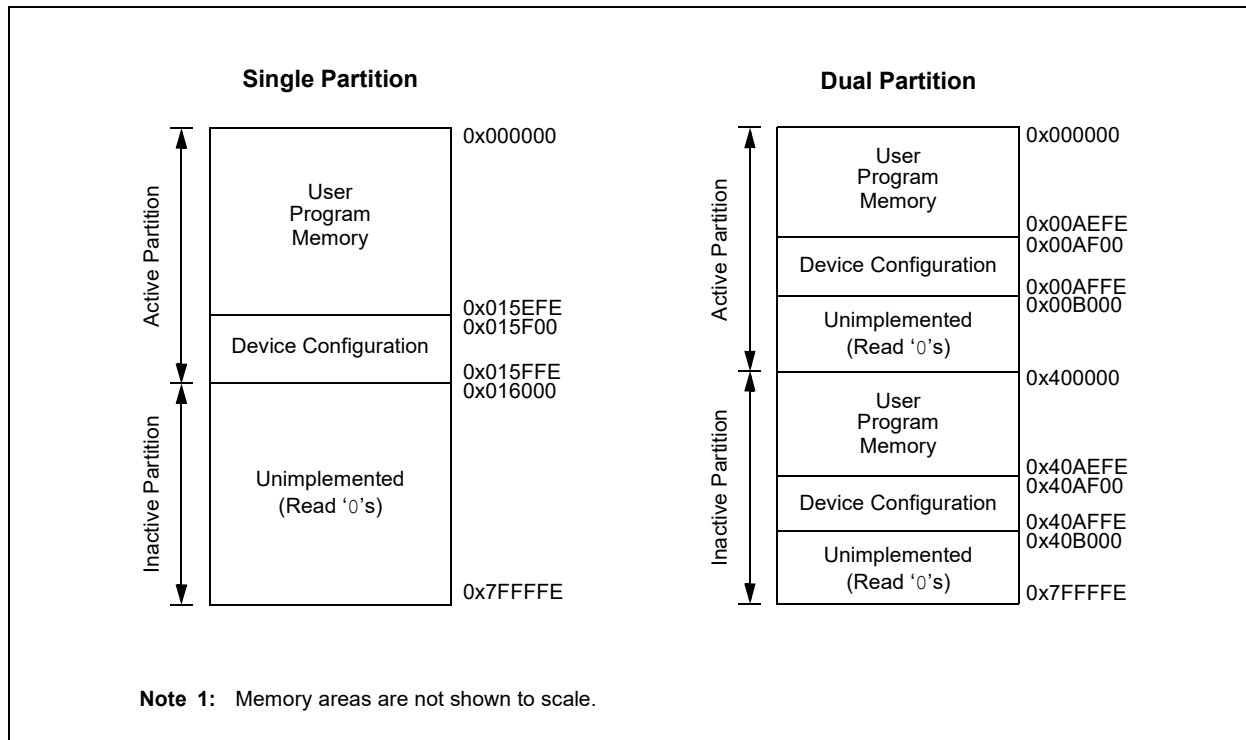 Single Partition
Active Partition
Inactive Partition
User
Program
Memory
Device Configuration
Unimplemented
(Read ‘0’s)
0x000000
0x015EFE
0x015F00
0x015FFE
0x016000
0x7FFFFE
Dual Partition
Active Partition
Inactive Partition
User
Program
Memory
Device Configuration
Unimplemented
(Read ‘0’s)
User
Program
Memory
Device Configuration
Unimplemented
(Read ‘0’s)
0x000000
0x00AEFE
0x00AF00
0x00AFFE
0x00B000
0x400000
0x40AEFE
0x40AF00
0x40AFFE
0x40B000
0x7FFFFE
Note 1: Memory areas are not shown to scale.